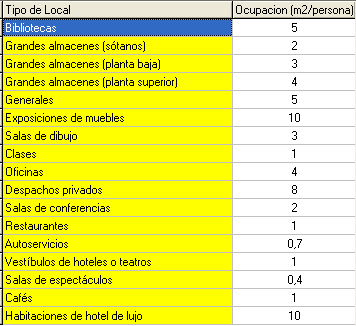 Tipo de Local Ocupacion (m2/persona)
Bibliotecas 5
Grandes almacenes (sótanos) 2
Grandes almacenes (planta baja) 3
Grandes almacenes (planta superior) 4
Generales 5
Exposiciones de muebles 10
Salas de dibujo 3
Clases 1
Oficinas 4
Despachos privados 8
Salas de conferencias 2
Restaurantes 1
Autoservicios 0,7
Vestíbulos de hoteles o teatros 1
Salas de espectáculos 0,4
Cafés 1
Habitaciones de hotel de lujo 10